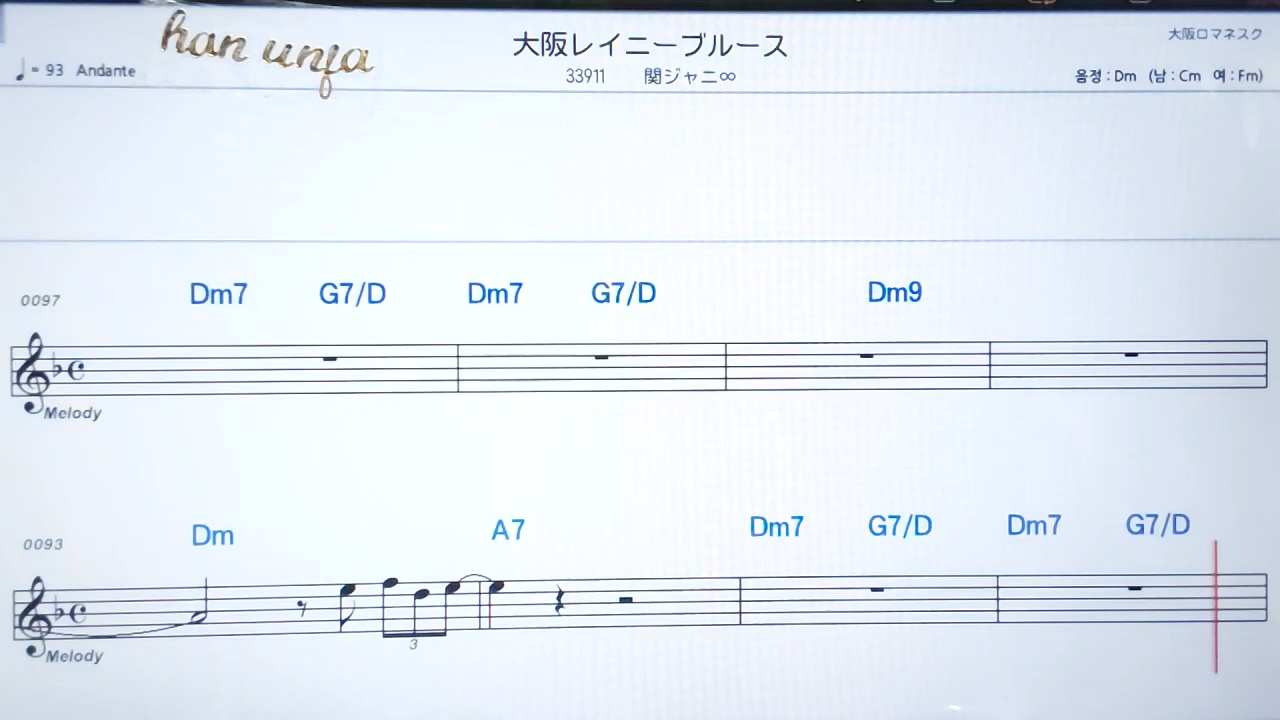 han unja
大阪レイニーブルース
大阪ロマネスク
♩= 93 Andante
33911 関ジャニ∞
음정 : Dm (남 : Cm 여 : Fm)
0097
Dm7 G7/D Dm7 G7/D Dm9
Melody
0093
Dm A7 Dm7 G7/D Dm7 G7/D
3
Melody